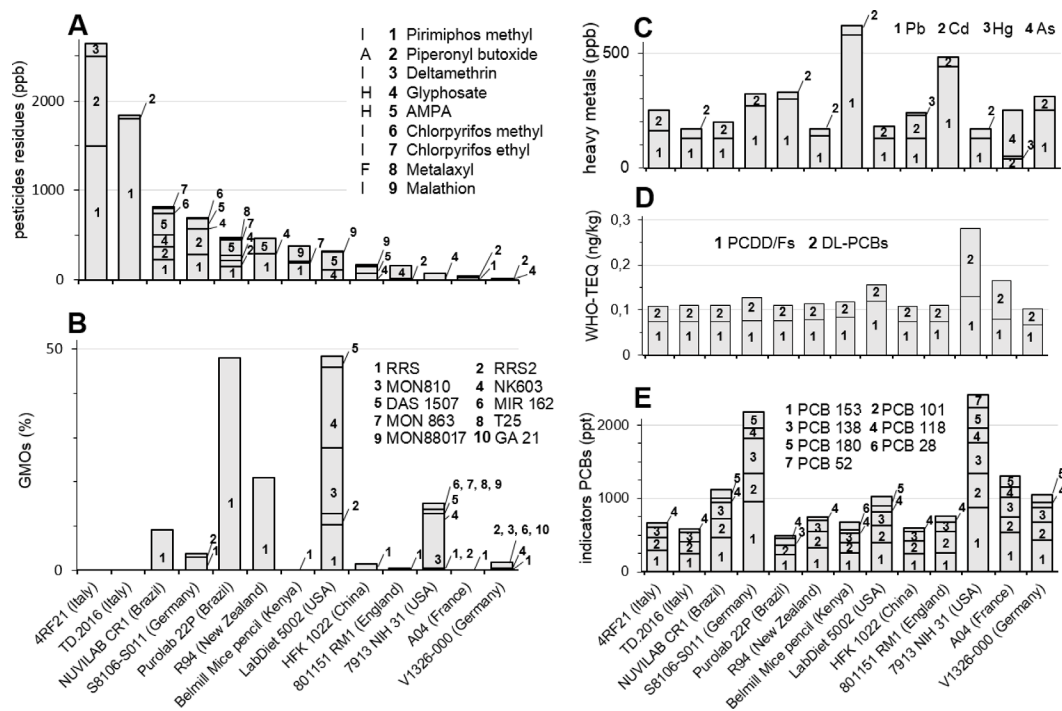 A
pesticides residues (ppb)
2000
1000
0
I 1 Pirimiphos methyl
A 2 Piperonyl butoxide
I 3 Deltamethrin
H 4 Glyphosate
H 5 AMPA
I 6 Chlorpyrifos methyl
I 7 Chlorpyrifos ethyl
F 8 Metalaxyl
I 9 Malathion
B
GMOs (%)
50
0
1 RRS 2 RRS2
3 MON810 4 NK603
5 DAS 1507 6 MIR 162
7 MON 863 8 T25
9 MON88017 10 GA 21
6, 7, 8, 9
2, 3, 6, 10
1, 2
4RF21 (Italy)
TD.2016 (Italy)
NUVILAB CR1 (Brazil)
S8106-S011 (Germany)
Purolab 22P (Brazil)
R94 (New Zealand)
Belmill Mice pencil (Kenya)
LabDiet 5002 (USA)
HFK 1022 (China)
801151 RM1 (England)
7913 NIH 31 (USA)
A04 (France)
V1326-000 (Germany)
C
heavy metals (ppb)
500
0
1 Pb 2 Cd 3 Hg 4 As
D
WHO-TEQ (ng/kg)
0,3
0,2
0,1
0
1 PCDD/Fs 2 DL-PCBs
E
indicators PCBs (ppt)
2000
1000
0
1 PCB 153 2 PCB 101
3 PCB 138 4 PCB 118
5 PCB 180 6 PCB 28
7 PCB 52
4RF21 (Italy)
TD.2016 (Italy)
NUVILAB CR1 (Brazil)
S8106-S011 (Germany)
Purolab 22P (Brazil)
R94 (New Zealand)
Belmill Mice pencil (Kenya)
LabDiet 5002 (USA)
HFK 1022 (China)
801151 RM1 (England)
7913 NIH 31 (USA)
A04 (France)
V1326-000 (Germany)